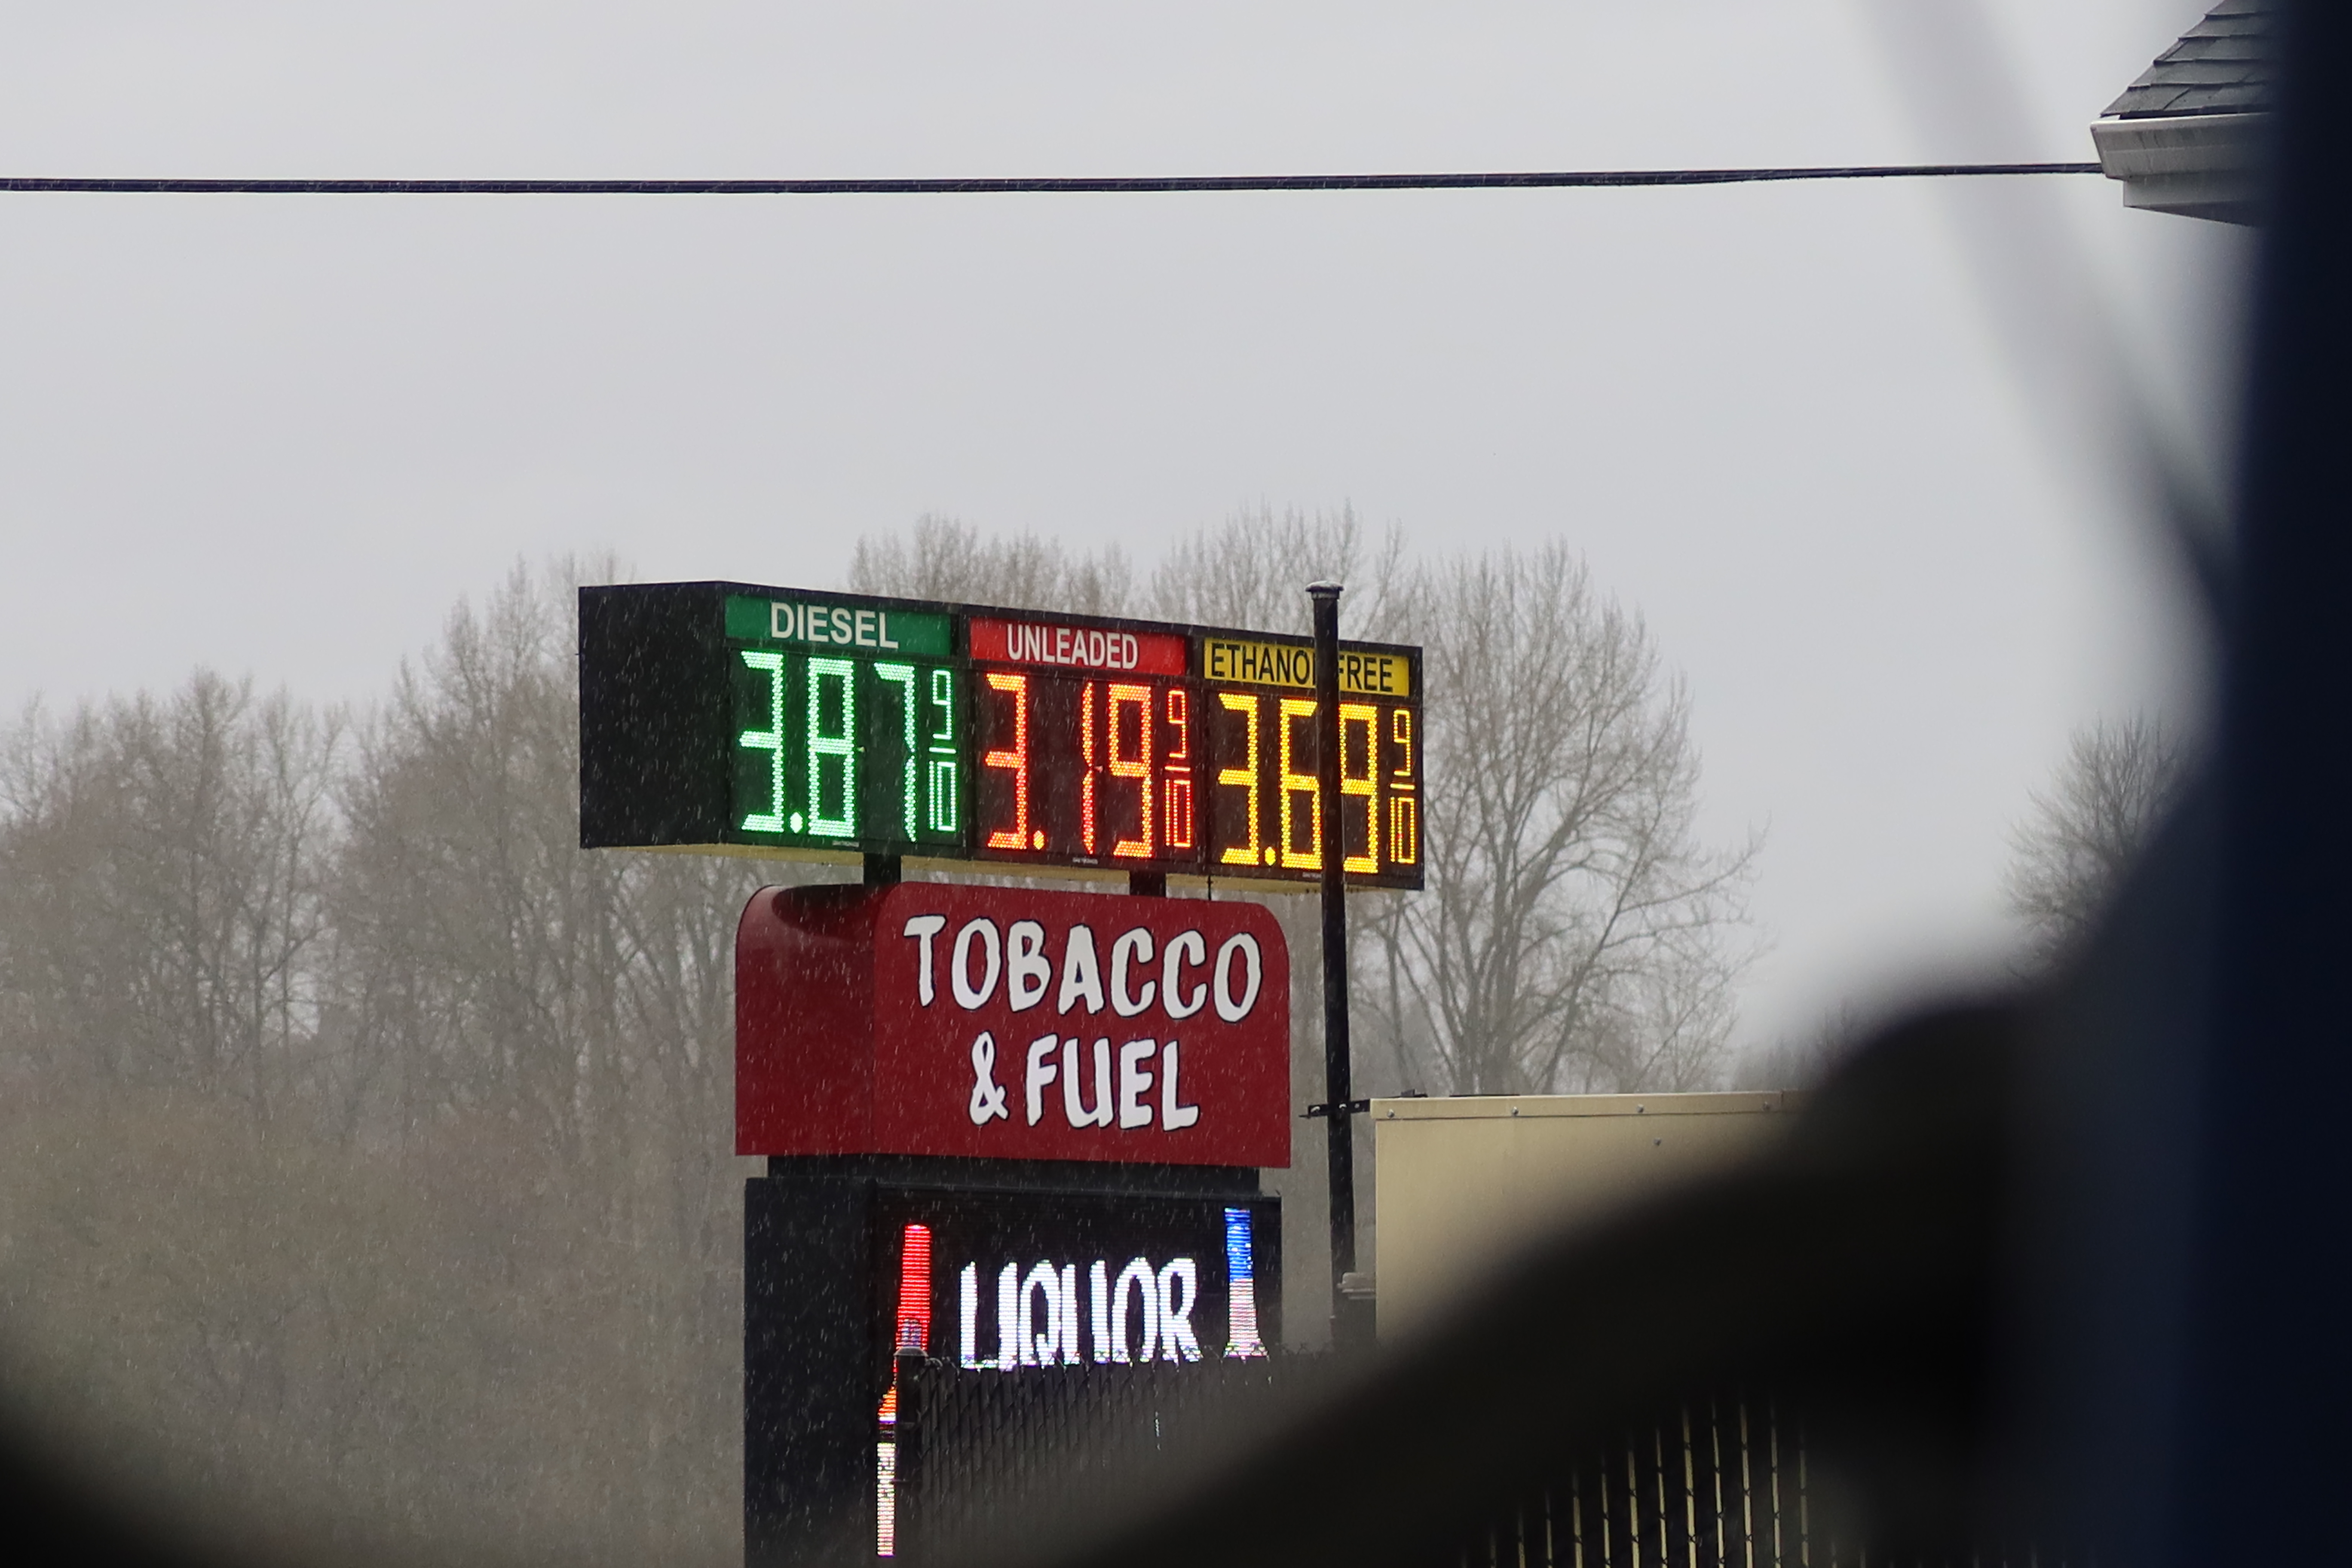 DIESEL UNLEADED ETHANOL FREE
3.87 9/10 3.19 9/10 3.69 9/10
TOBACCO
& FUEL
LIQUOR